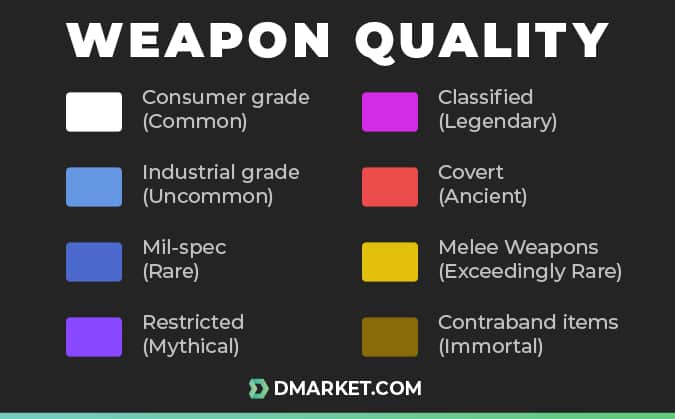 WEAPON QUALITY
Consumer grade
(Common)
Industrial grade
(Uncommon)
Mil-spec
(Rare)
Restricted
(Mythical)
Classified
(Legendary)
Covert
(Ancient)
Melee Weapons
(Exceedingly Rare)
Contraband items
(Immortal)
DMARKET.COM